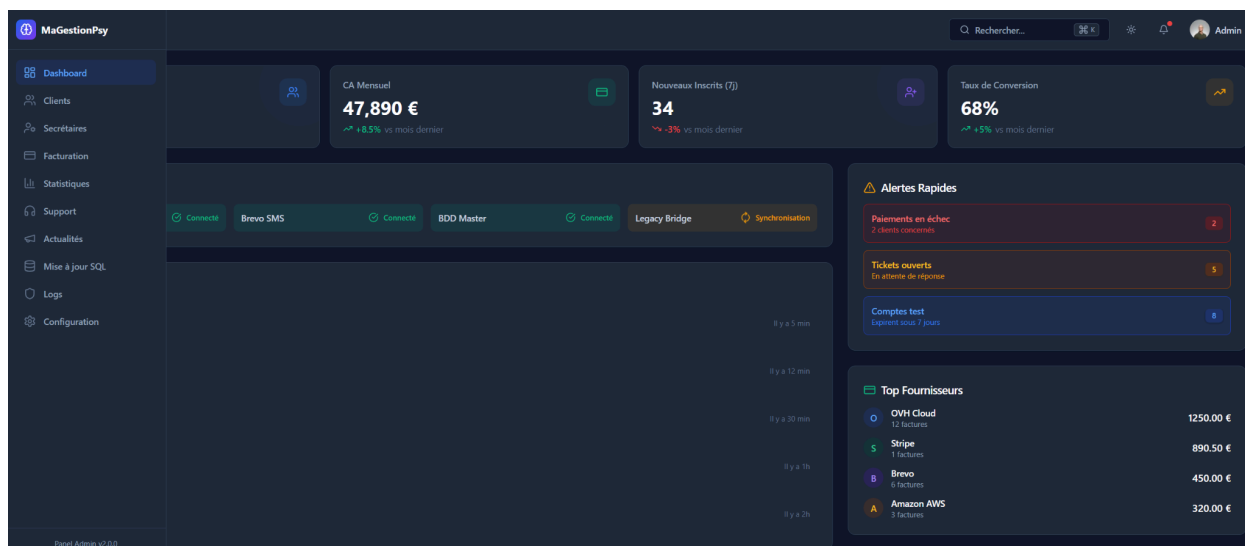 MaGestionPsy
Rechercher...
⌘ K
Admin
Dashboard
Clients
Secrétaires
Facturation
Statistiques
Support
Actualités
Mise à jour SQL
Logs
Configuration
Panel Admin v2.0.0
CA Mensuel
47,890 €
+8.5% vs mois dernier
Nouveaux Inscrits (7j)
34
-3% vs mois dernier
Taux de Conversion
68%
+5% vs mois dernier
Connecté
Brevo SMS
Connecté
BDD Master
Connecté
Legacy Bridge
Synchronisation
Il y a 5 min
Il y a 12 min
Il y a 30 min
Il y a 1h
Il y a 2h
Alertes Rapides
Paiements en échec
2 clients concernés
2
Tickets ouverts
En attente de réponse
5
Comptes test
Expirent sous 7 jours
8
Top Fournisseurs
O
OVH Cloud
12 factures
1250.00 €
S
Stripe
1 factures
890.50 €
B
Brevo
6 factures
450.00 €
A
Amazon AWS
3 factures
320.00 €